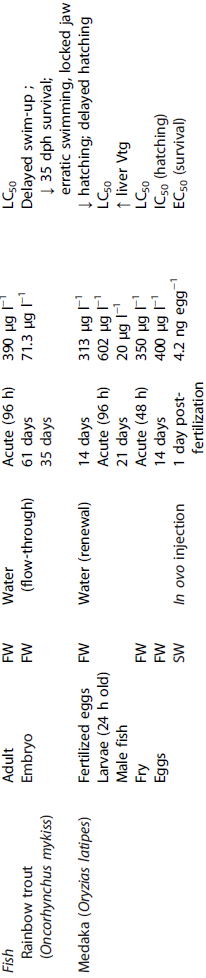 Fish Adult FW Water Acute (96 h) 390 µg l⁻¹ LC₅₀
Rainbow trout Embryo FW (flow-through) 61 days 71.3 µg l⁻¹ Delayed swim-up ;
(Oncorhynchus mykiss) 35 days ↓ 35 dph survival;
erratic swimming, locked jaw
Medaka (Oryzias latipes) Fertilized eggs FW Water (renewal) 14 days 313 µg l⁻¹ ↓ hatching; delayed hatching
Larvae (24 h old) Acute (96 h) 602 µg l⁻¹ LC₅₀
Male fish 21 days 20 µg l⁻¹ ↑ liver Vtg
Fry FW Acute (48 h) 350 µg l⁻¹ LC₅₀
Eggs FW 14 days 400 µg l⁻¹ IC₅₀ (hatching)
SW In ovo injection 1 day post- 4.2 ng egg⁻¹ EC₅₀ (survival)
fertilization